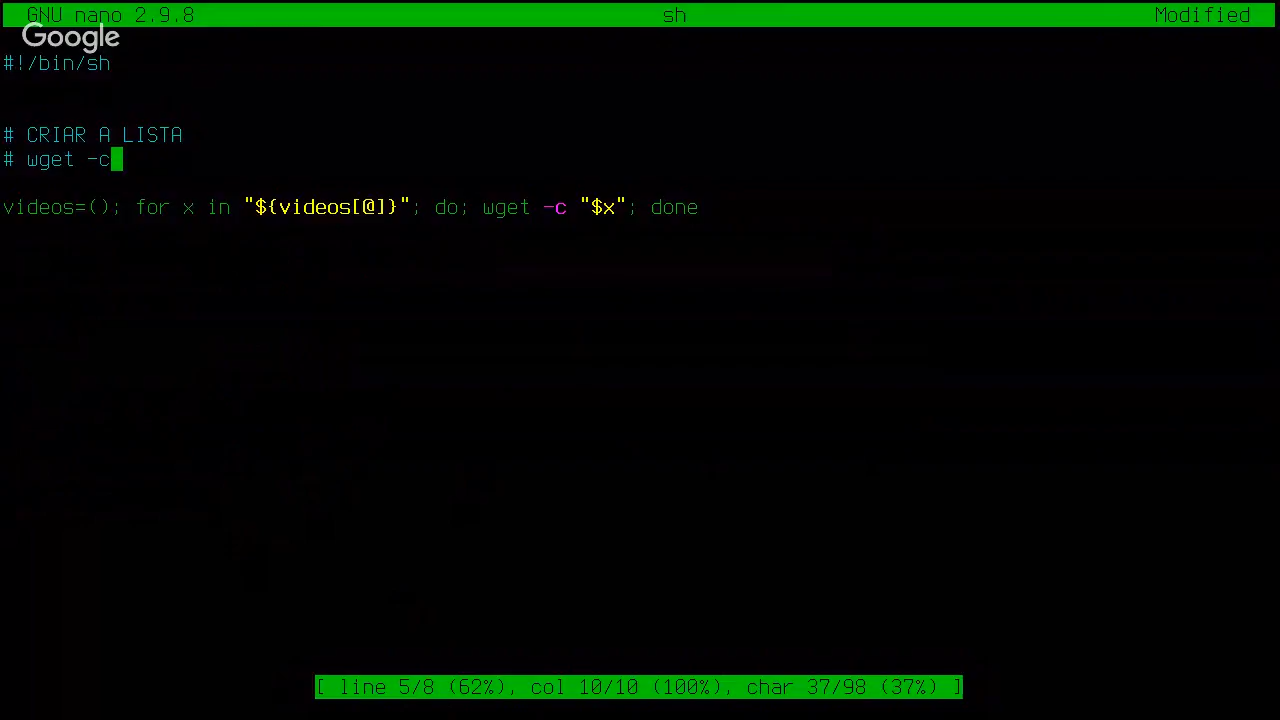 GNU nano 2.9.8 sh Modified
Google
#!/bin/sh
# CRIAR A LISTA
# wget -c
videos=(); for x in "${videos[@]}"; do; wget -c "$x"; done
[ line 5/8 (62%), col 10/10 (100%), char 37/98 (37%) ]